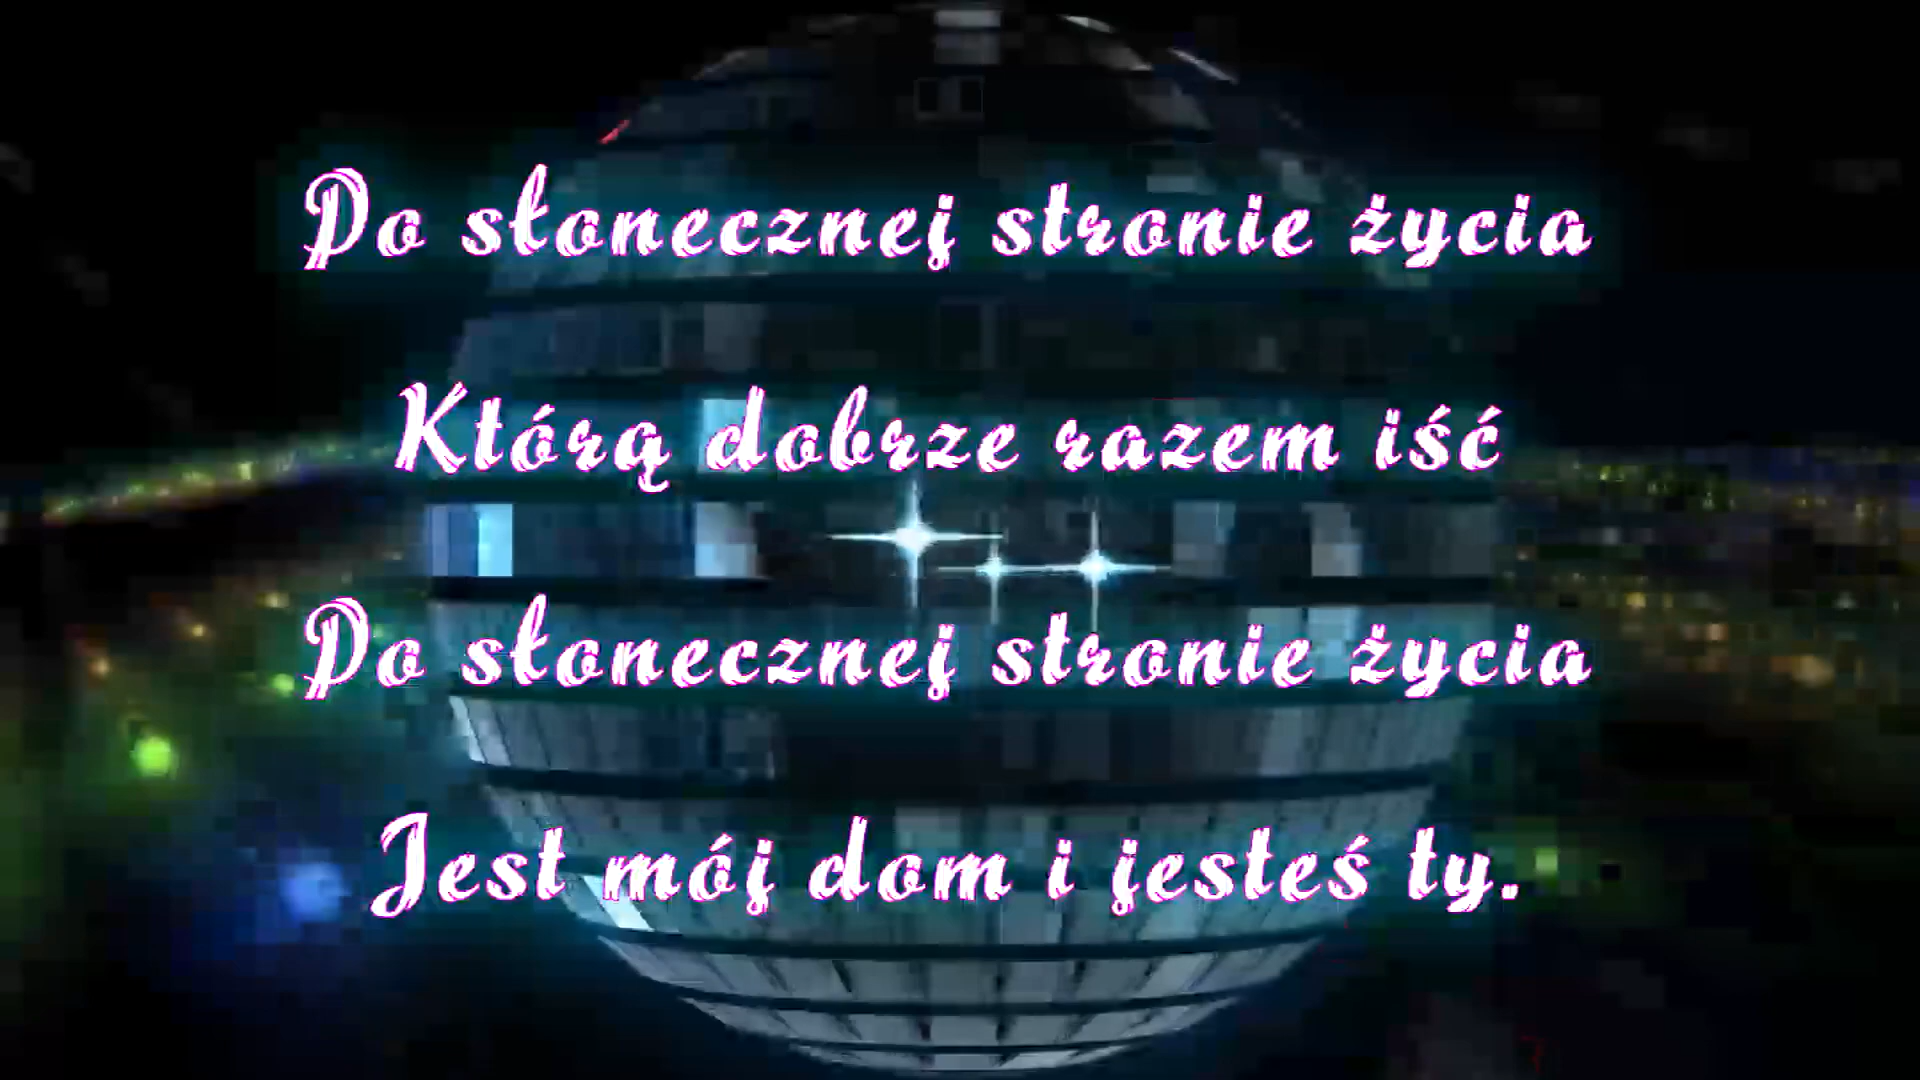 Po słonecznej stronie życia
Którą dobrze razem iść
Po słonecznej stronie życia
Jest mój dom i jesteś ty.